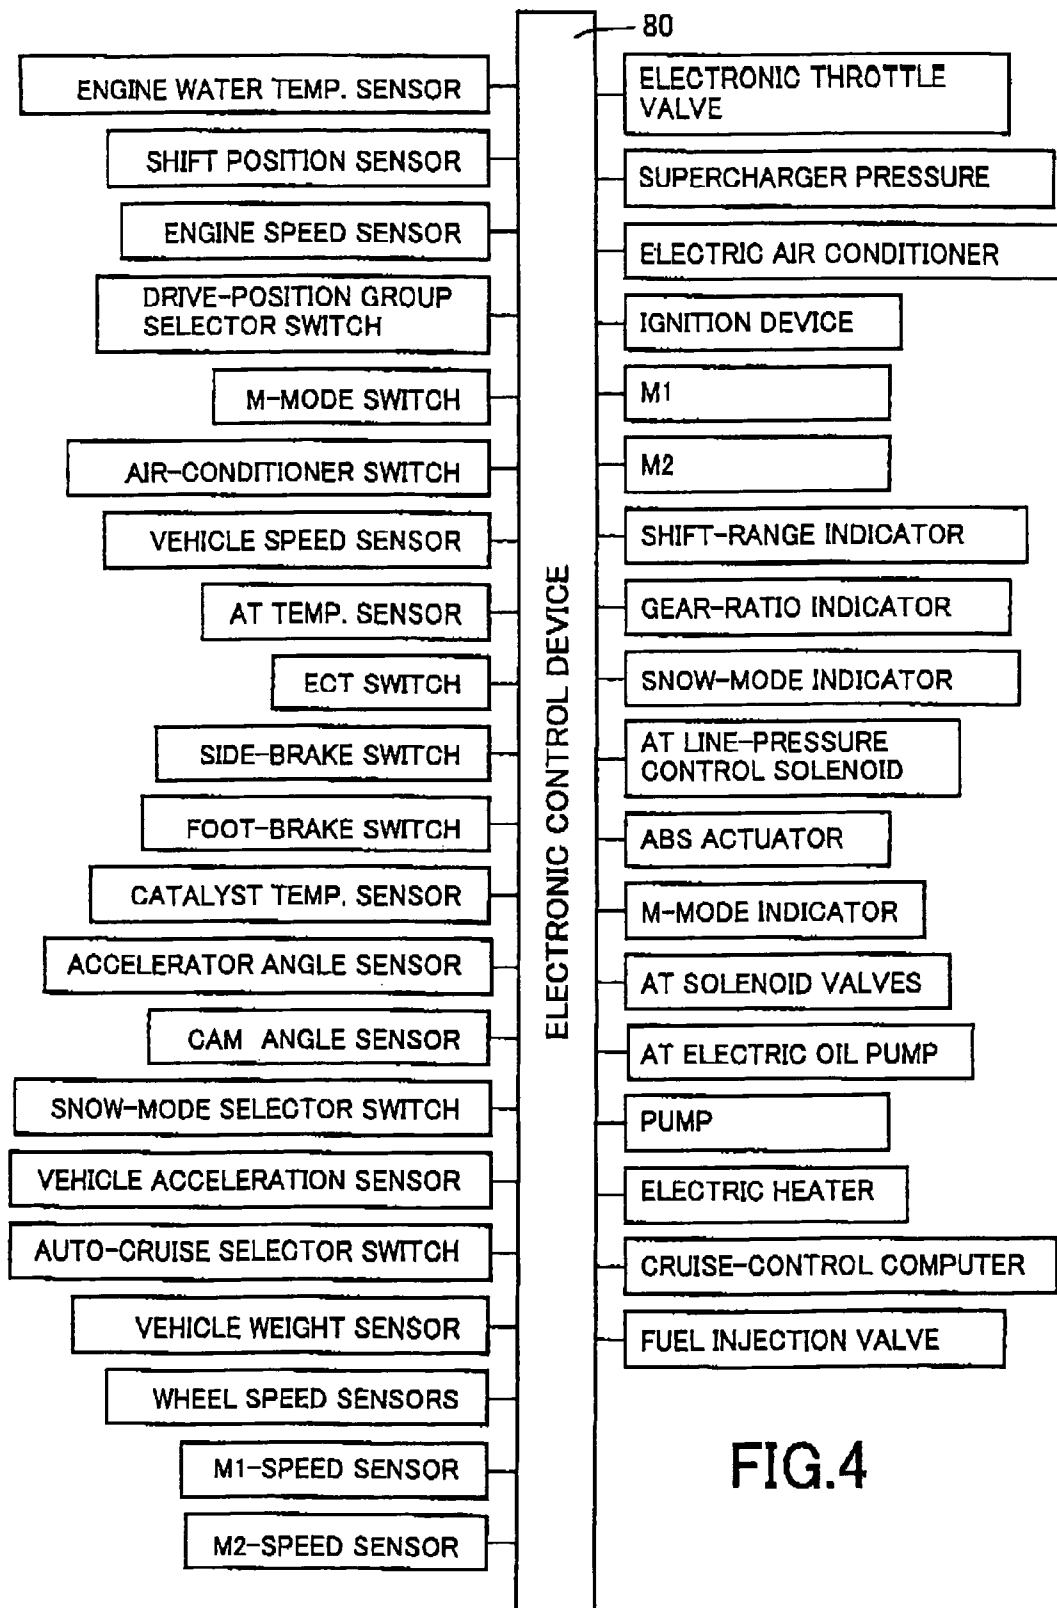 80
ENGINE WATER TEMP. SENSOR
SHIFT POSITION SENSOR
ENGINE SPEED SENSOR
DRIVE-POSITION GROUP
SELECTOR SWITCH
M-MODE SWITCH
AIR-CONDITIONER SWITCH
VEHICLE SPEED SENSOR
AT TEMP. SENSOR
ECT SWITCH
SIDE-BRAKE SWITCH
FOOT-BRAKE SWITCH
CATALYST TEMP. SENSOR
ACCELERATOR ANGLE SENSOR
CAM ANGLE SENSOR
SNOW-MODE SELECTOR SWITCH
VEHICLE ACCELERATION SENSOR
AUTO-CRUISE SELECTOR SWITCH
VEHICLE WEIGHT SENSOR
WHEEL SPEED SENSORS
M1-SPEED SENSOR
M2-SPEED SENSOR
ELECTRONIC CONTROL DEVICE
ELECTRONIC THROTTLE
VALVE
SUPERCHARGER PRESSURE
ELECTRIC AIR CONDITIONER
IGNITION DEVICE
M1
M2
SHIFT-RANGE INDICATOR
GEAR-RATIO INDICATOR
SNOW-MODE INDICATOR
AT LINE-PRESSURE
CONTROL SOLENOID
ABS ACTUATOR
M-MODE INDICATOR
AT SOLENOID VALVES
AT ELECTRIC OIL PUMP
PUMP
ELECTRIC HEATER
CRUISE-CONTROL COMPUTER
FUEL INJECTION VALVE
FIG.4